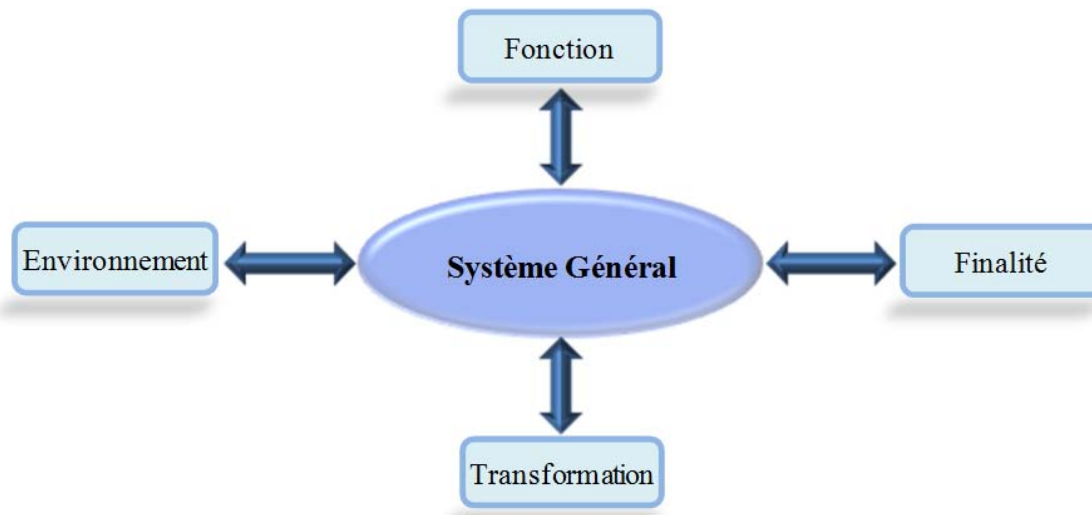 Fonction
Environnement
Système Général
Finalité
Transformation